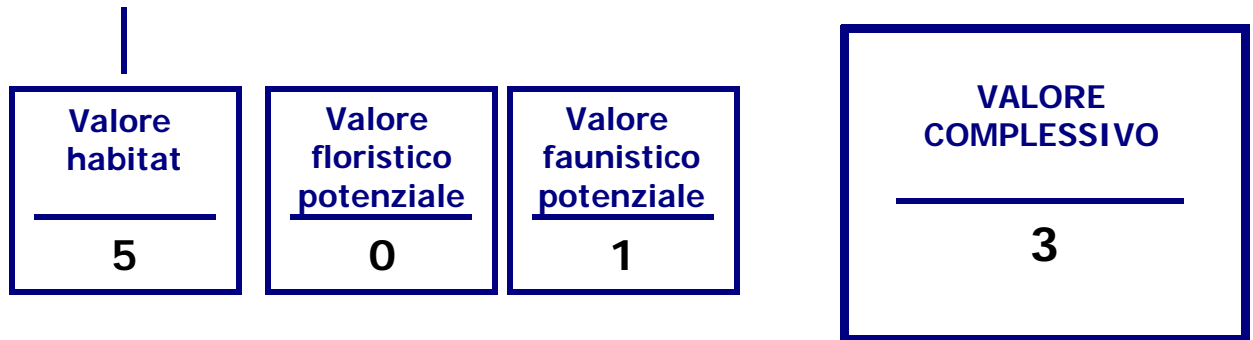 Valore
habitat
5
Valore
floristico
potenziale
0
Valore
faunistico
potenziale
1
VALORE
COMPLESSIVO
3